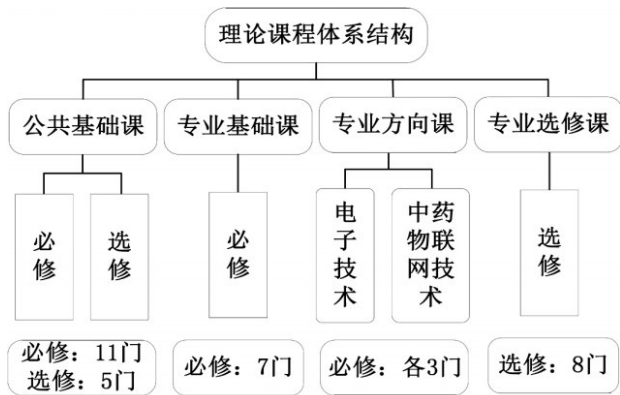 理论课程体系结构
公共基础课
专业基础课
专业方向课
专业选修课
必修
选修
必修
电子技术
中药物联网技术
选修
必修：11门
选修：5门
必修：7门
必修：各3门
选修：8门